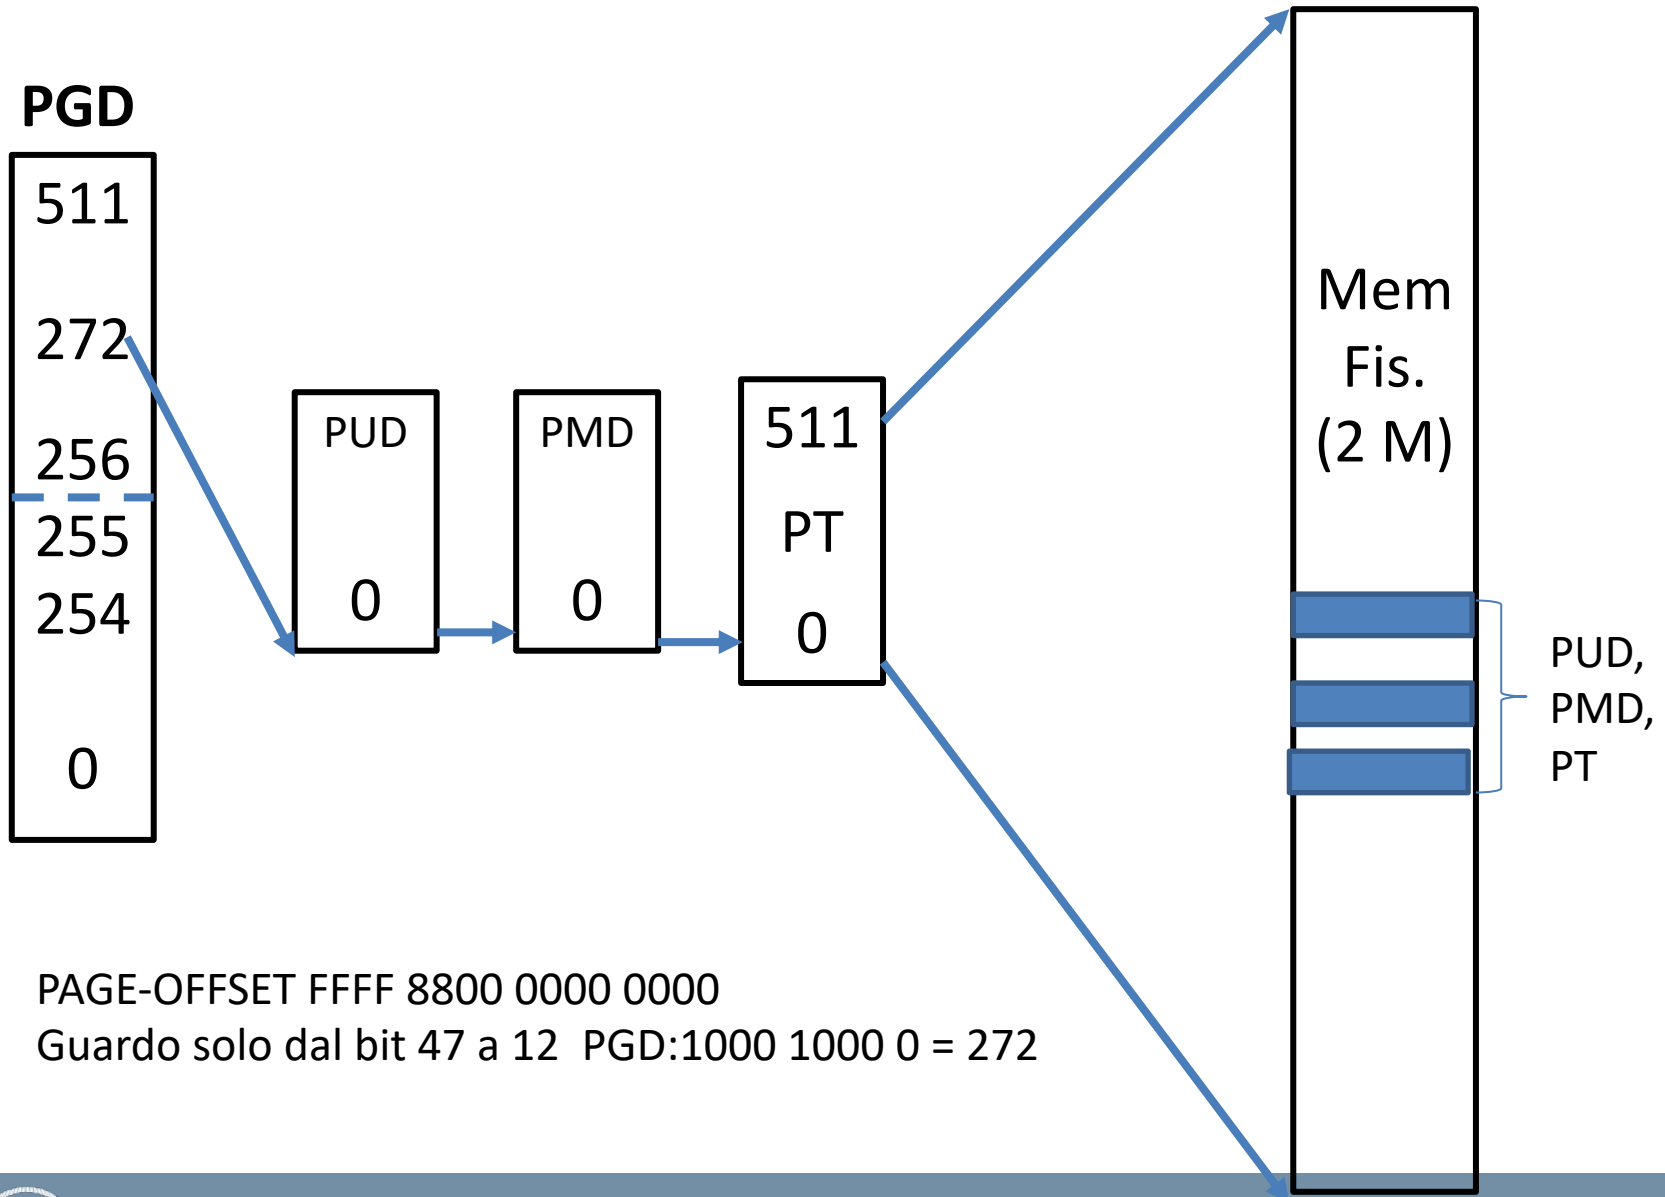 PGD
511
272
256
255
254
0
PUD
0
PMD
0
511
PT
0
Mem
Fis.
(2 M)
PUD,
PMD,
PT
PAGE-OFFSET FFFF 8800 0000 0000
Guardo solo dal bit 47 a 12 PGD:1000 1000 0 = 272